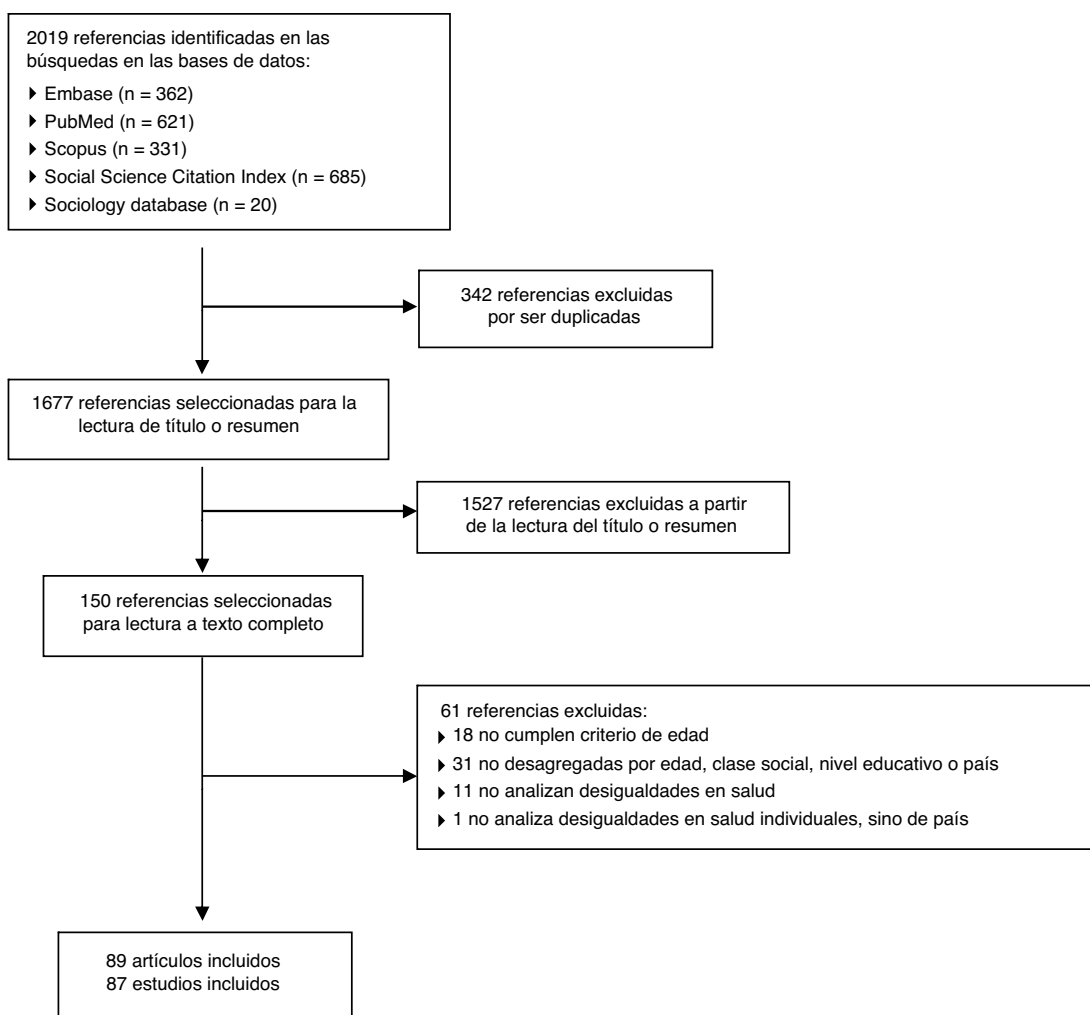 2019 referencias identificadas en las
búsquedas en las bases de datos:
Embase (n = 362)
PubMed (n = 621)
Scopus (n = 331)
Social Science Citation Index (n = 685)
Sociology database (n = 20)
342 referencias excluidas
por ser duplicadas
1677 referencias seleccionadas para la
lectura de título o resumen
1527 referencias excluidas a partir
de la lectura del título o resumen
150 referencias seleccionadas
para lectura a texto completo
61 referencias excluidas:
18 no cumplen criterio de edad
31 no desagregadas por edad, clase social, nivel educativo o país
11 no analizan desigualdades en salud
1 no analiza desigualdades en salud individuales, sino de país
89 artículos incluidos
87 estudios incluidos